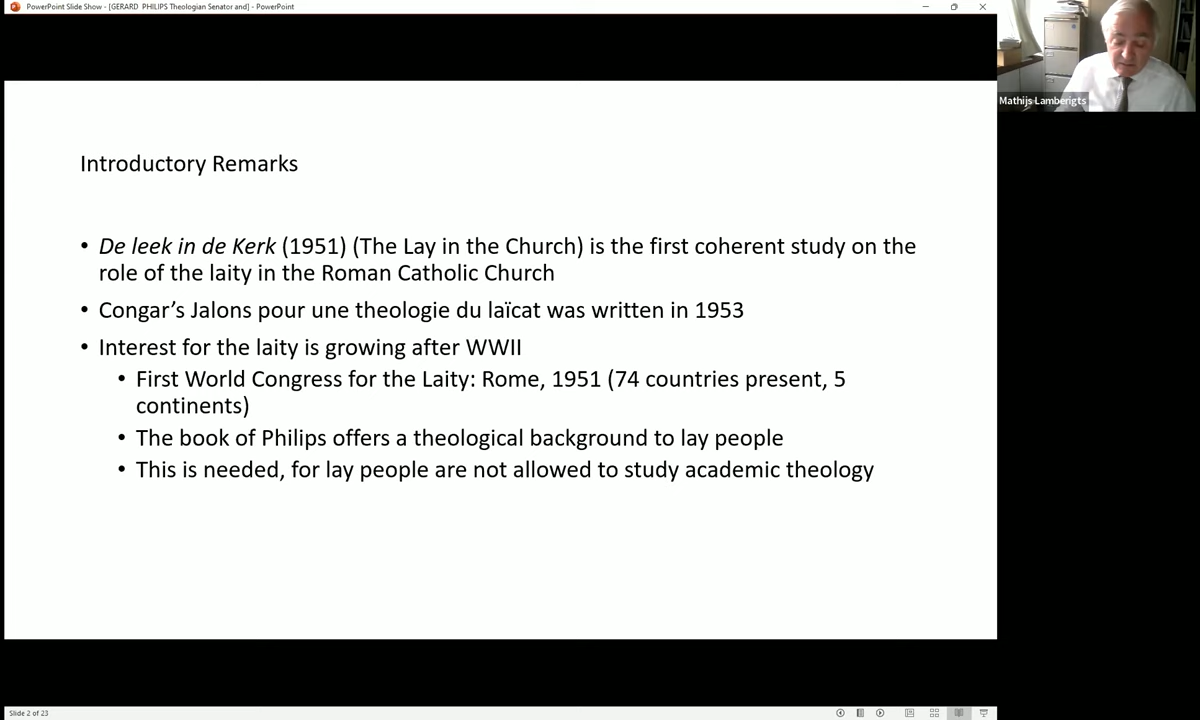 PowerPoint Slide Show - [GERARD PHILIPS Theologian Senator and] - PowerPoint
Mathijs Lamberigts
Introductory Remarks
• De leek in de Kerk (1951) (The Lay in the Church) is the first coherent study on the
role of the laity in the Roman Catholic Church
• Congar’s Jalons pour une theologie du laïcat was written in 1953
• Interest for the laity is growing after WWII
• First World Congress for the Laity: Rome, 1951 (74 countries present, 5
continents)
• The book of Philips offers a theological background to lay people
• This is needed, for lay people are not allowed to study academic theology
Slide 2 of 23